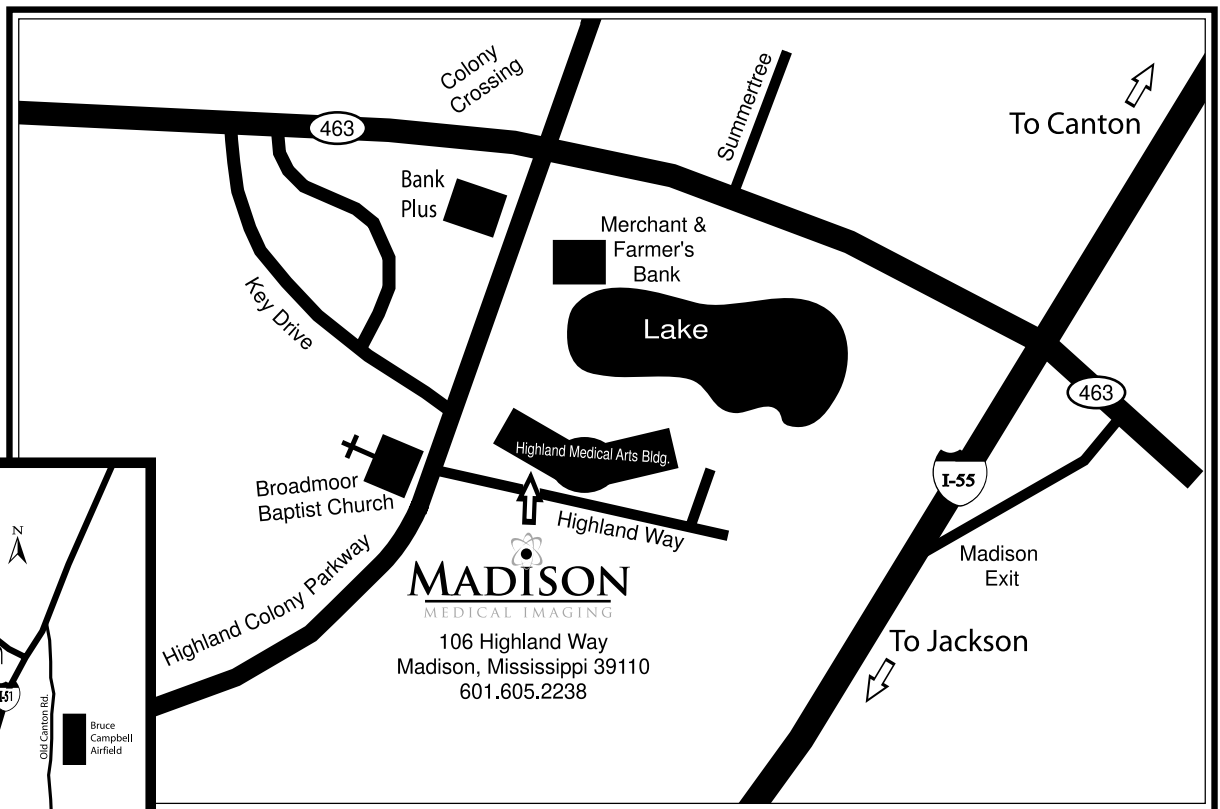 Colony
Crossing
463
Summertree
To Canton
Bank
Plus
Merchant &
Farmer's
Bank
Lake
Key Drive
463
Highland Medical Arts Bldg.
I-55
Broadmoor
Baptist Church
Highland Way
Madison
Exit
Highland Colony Parkway
MADISON
MEDICAL IMAGING
106 Highland Way
Madison, Mississippi 39110
601.605.2238
To Jackson
N
Old Canton Rd.
Bruce
Campbell
Airfield